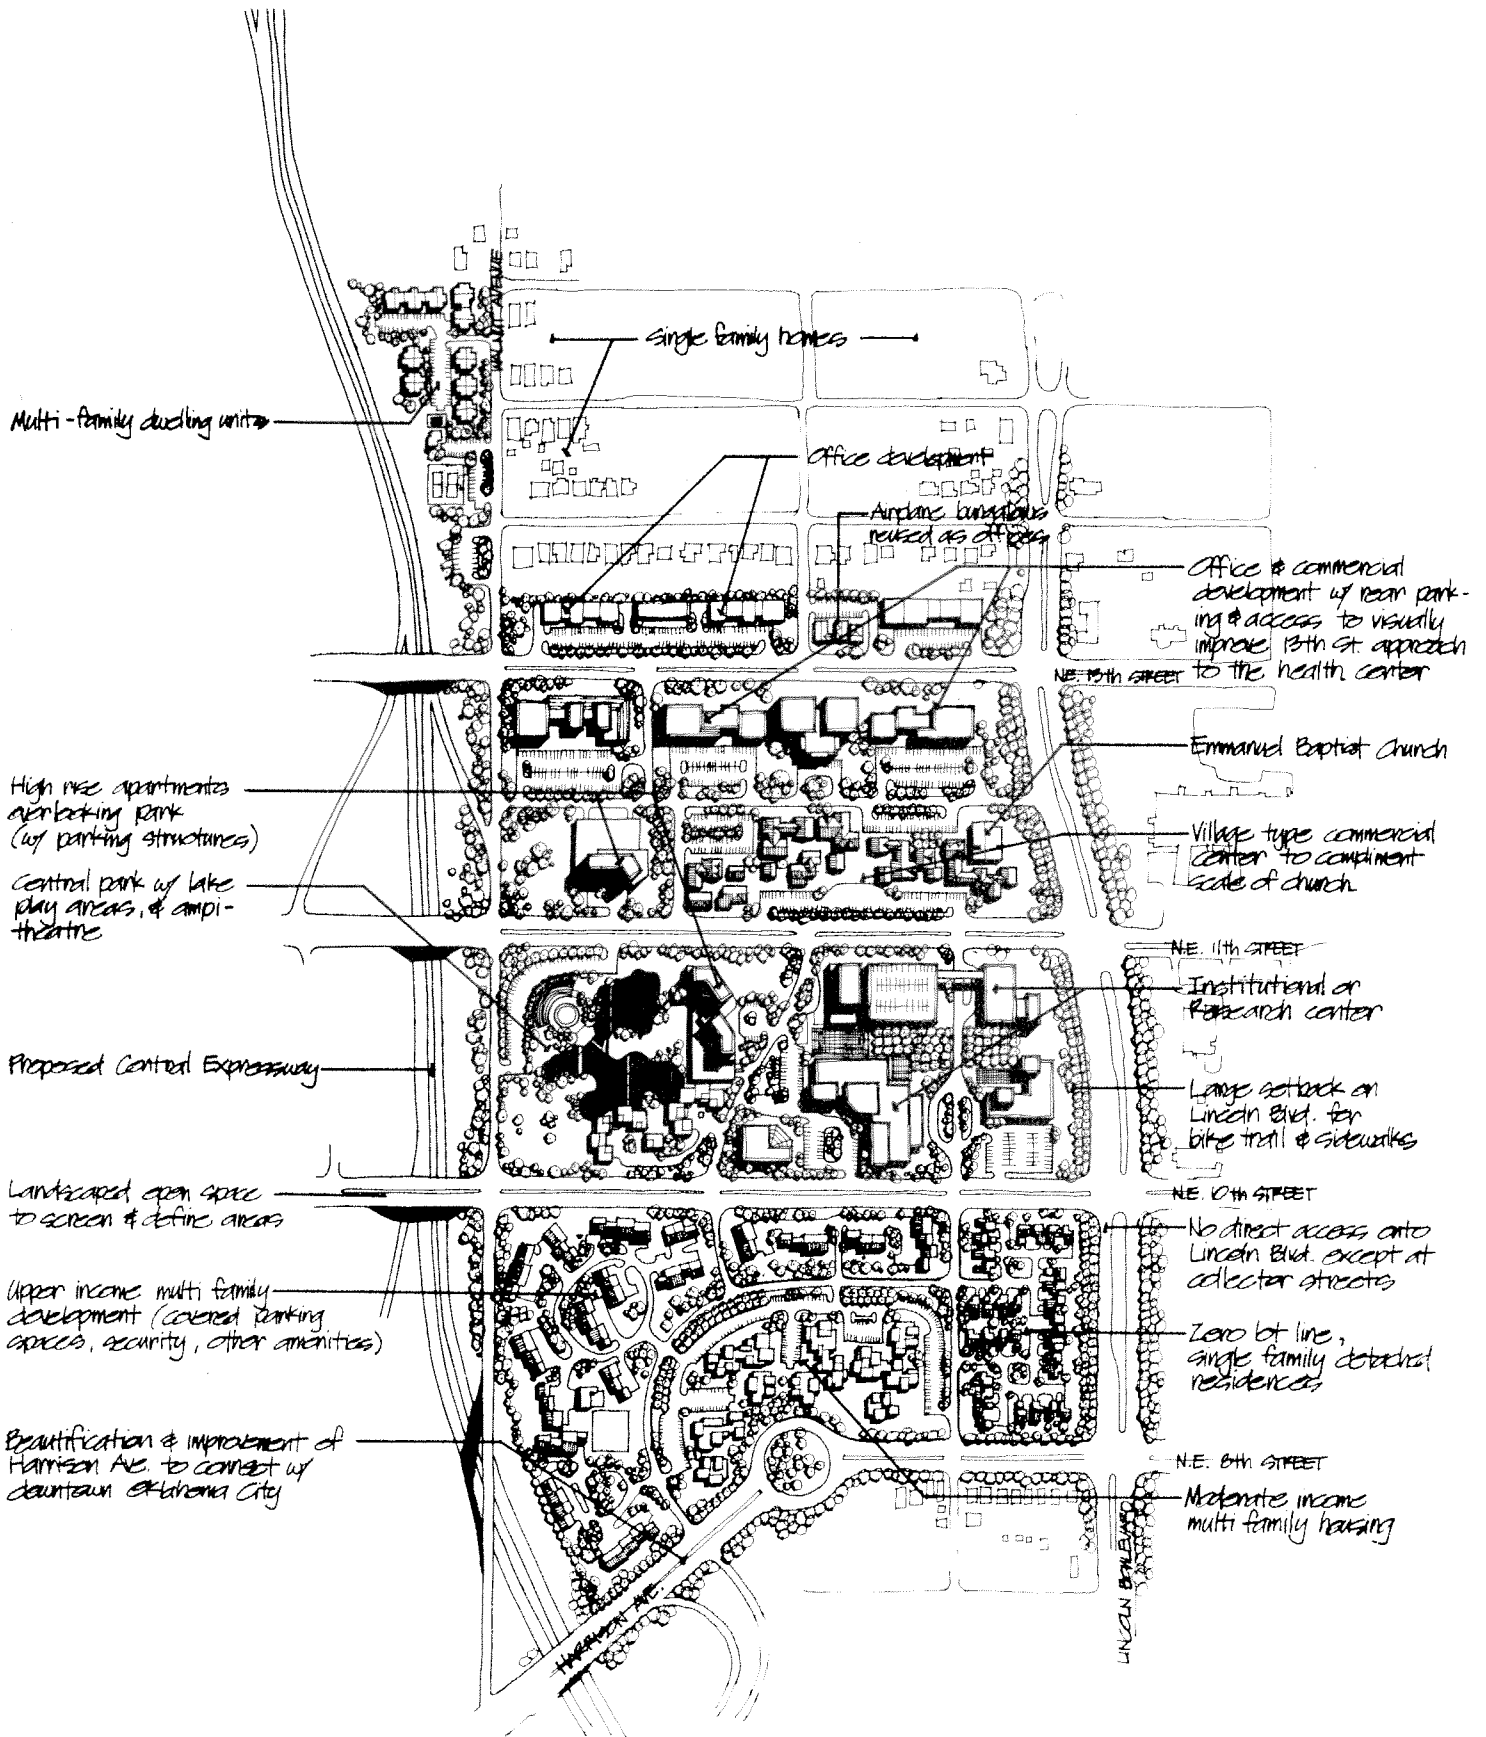 WALNUT AVENUE
Single family homes
Multi-family dwelling units
Office development
Airplane bungalows
reused as offices
Office & commercial
development w/ rear park-
ing & access to visually
improve 13th St. approach
to the health center
N.E. 13th STREET
Emmanuel Baptist Church
High rise apartments
overlooking park
(w/ parking structures)
Village type commercial
center to compliment
scale of church
Central park w/ lake
play areas, & ampi-
theatre
N.E. 11th STREET
Institutional or
Research center
Proposed Central Expressway
Large setback on
Lincoln Blvd. for
bike trail & sidewalks
Landscaped open space
to screen & define areas
N.E. 10th STREET
No direct access onto
Lincoln Blvd. except at
collector streets
Upper income multi family
development (covered parking
spaces, security, other amenities)
Zero lot line,
single family detached
residences
Beautification & improvement of
Harrison Ave. to connect w/
downtown Oklahoma City
N.E. 8th STREET
Moderate income
multi family housing
HARRISON AVE.
LINCOLN BOULEVARD